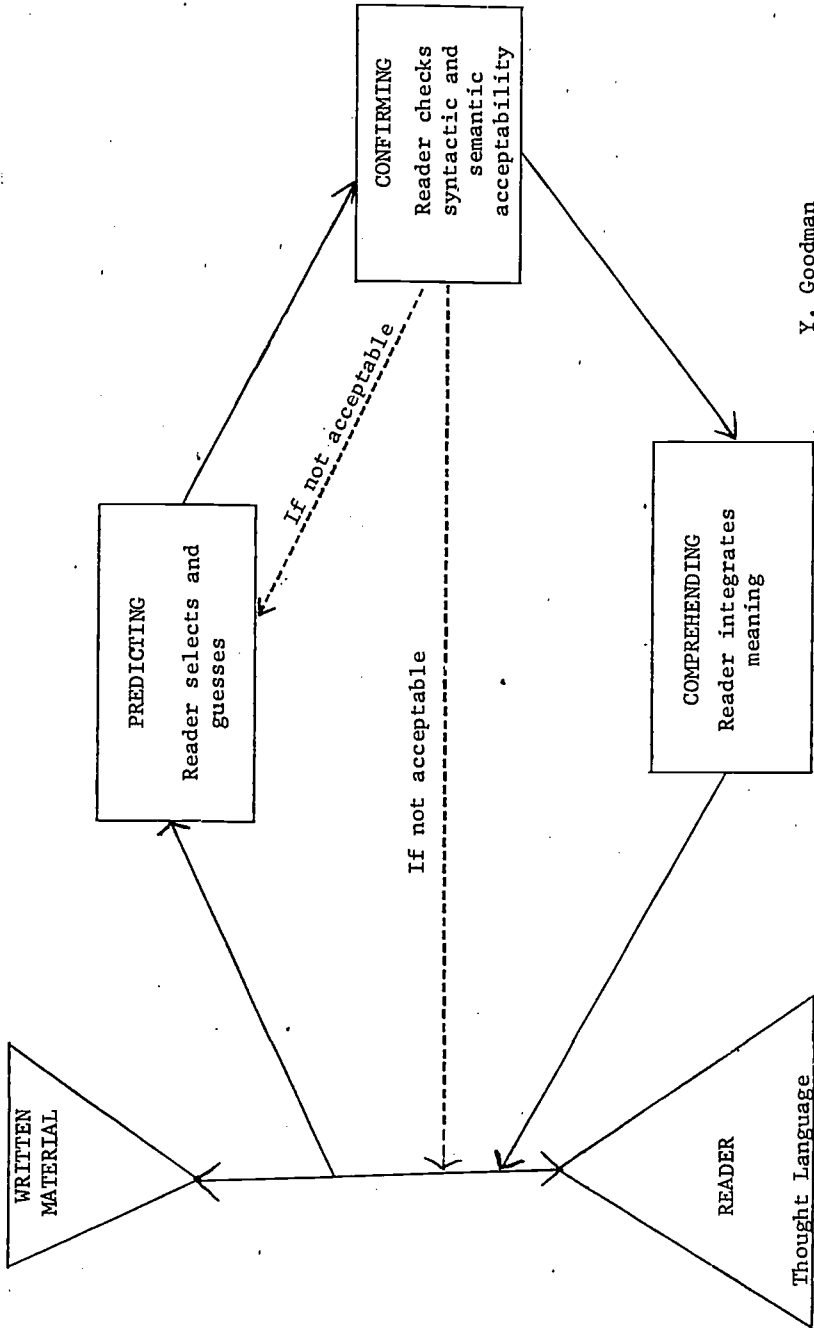 WRITTEN
MATERIAL
PREDICTING
Reader selects and
guesses
CONFIRMING
Reader checks
syntactic and
semantic
acceptability
If not acceptable
If not acceptable
COMPREHENDING
Reader integrates
meaning
READER
Thought Language
Y. Goodman